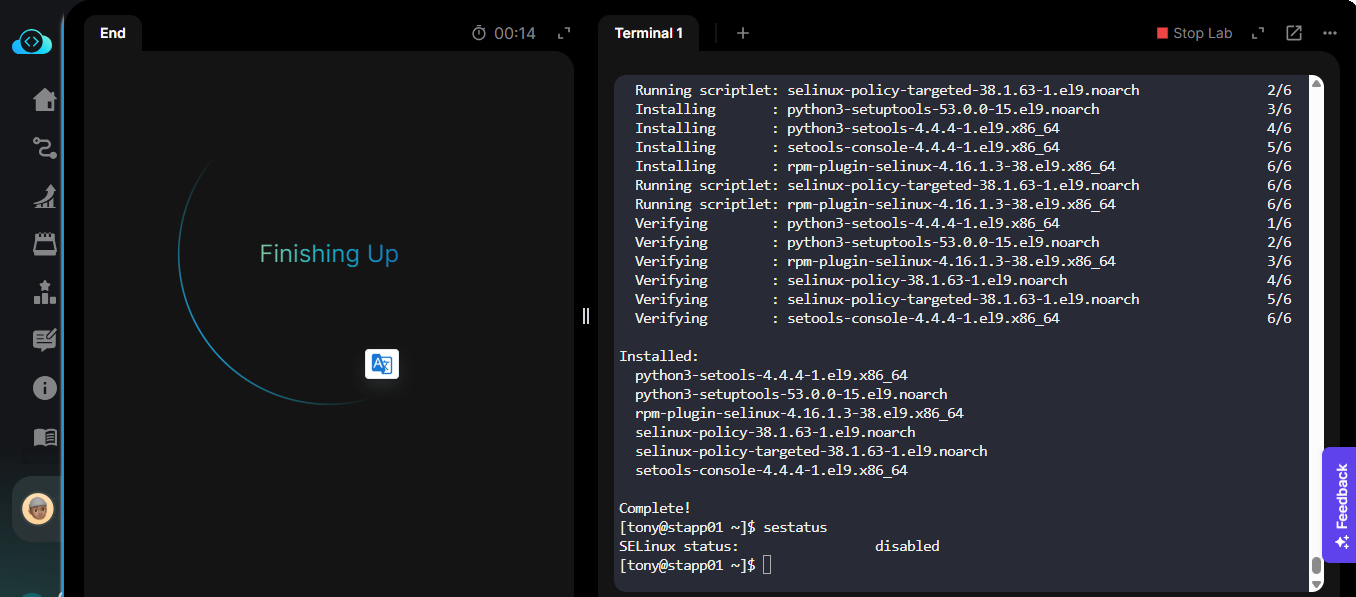 End
00:14
Finishing Up
Terminal 1
+
Stop Lab
Running scriptlet: selinux-policy-targeted-38.1.63-1.el9.noarch 2/6
Installing : python3-setuptools-53.0.0-15.el9.noarch 3/6
Installing : python3-setools-4.4.4-1.el9.x86_64 4/6
Installing : setools-console-4.4.4-1.el9.x86_64 5/6
Installing : rpm-plugin-selinux-4.16.1.3-38.el9.x86_64 6/6
Running scriptlet: selinux-policy-targeted-38.1.63-1.el9.noarch 6/6
Running scriptlet: rpm-plugin-selinux-4.16.1.3-38.el9.x86_64 6/6
Verifying : python3-setools-4.4.4-1.el9.x86_64 1/6
Verifying : python3-setuptools-53.0.0-15.el9.noarch 2/6
Verifying : rpm-plugin-selinux-4.16.1.3-38.el9.x86_64 3/6
Verifying : selinux-policy-38.1.63-1.el9.noarch 4/6
Verifying : selinux-policy-targeted-38.1.63-1.el9.noarch 5/6
Verifying : setools-console-4.4.4-1.el9.x86_64 6/6
Installed:
python3-setools-4.4.4-1.el9.x86_64
python3-setuptools-53.0.0-15.el9.noarch
rpm-plugin-selinux-4.16.1.3-38.el9.x86_64
selinux-policy-38.1.63-1.el9.noarch
selinux-policy-targeted-38.1.63-1.el9.noarch
setools-console-4.4.4-1.el9.x86_64
Complete!
[tony@stapp01 ~]$ sestatus
SELinux status: disabled
[tony@stapp01 ~]$
Feedback